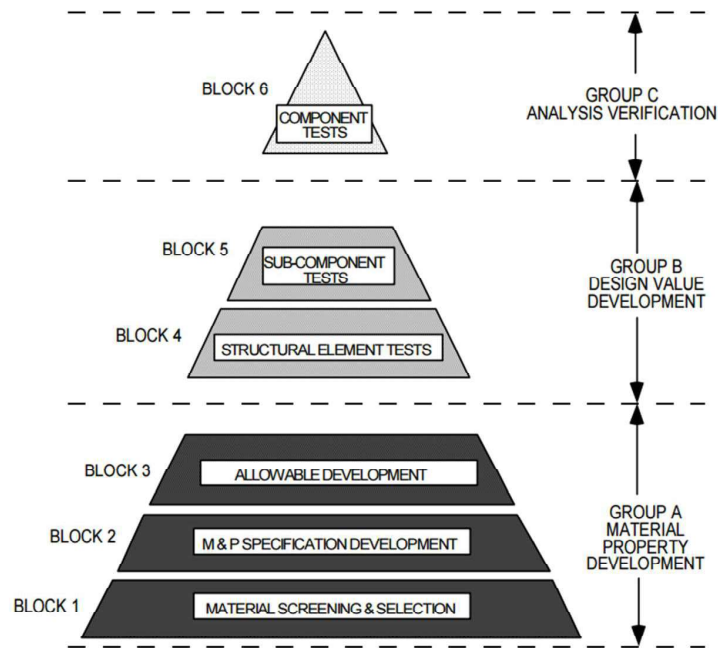 BLOCK 6
COMPONENT
TESTS
GROUP C
ANALYSIS VERIFICATION
BLOCK 5
SUB-COMPONENT
TESTS
BLOCK 4
STRUCTURAL ELEMENT TESTS
GROUP B
DESIGN VALUE
DEVELOPMENT
BLOCK 3
ALLOWABLE DEVELOPMENT
BLOCK 2
M & P SPECIFICATION DEVELOPMENT
BLOCK 1
MATERIAL SCREENING & SELECTION
GROUP A
MATERIAL
PROPERTY
DEVELOPMENT